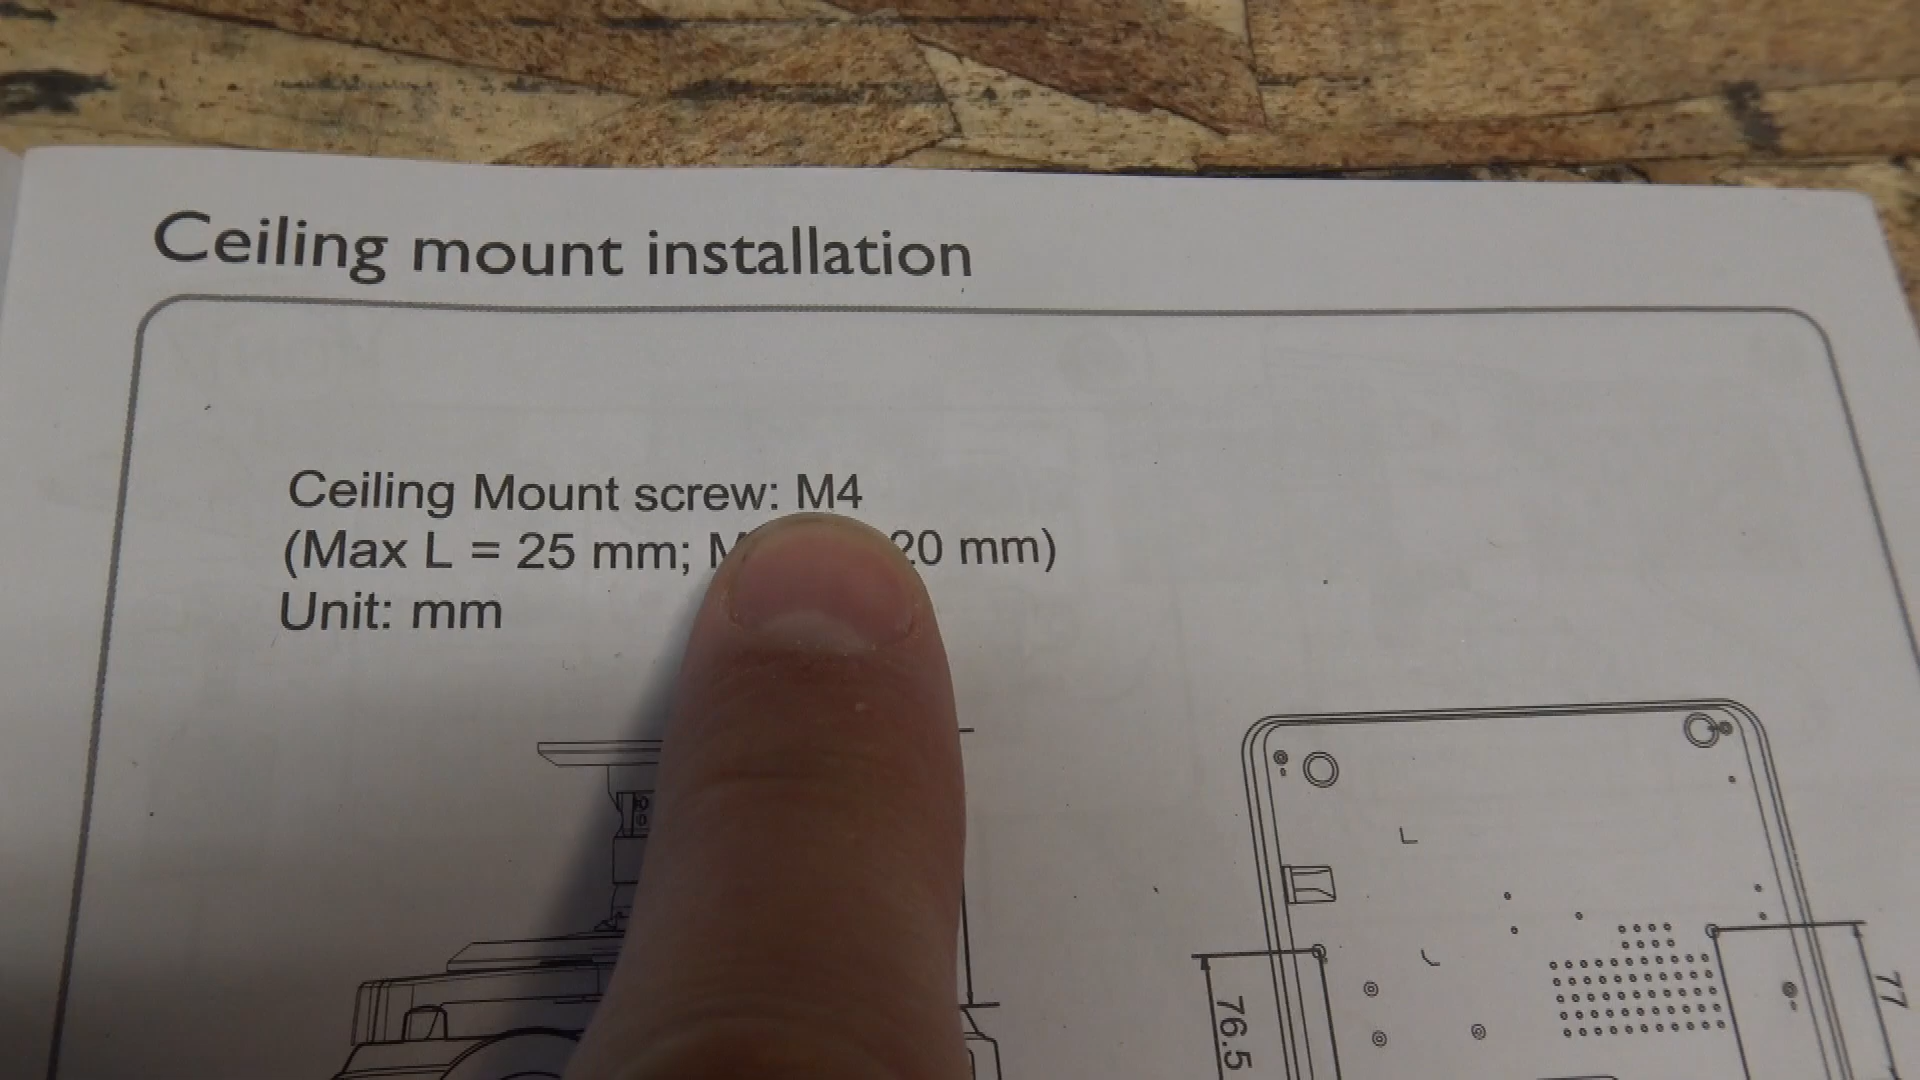 Ceiling mount installation
Ceiling Mount screw: M4
(Max L = 25 mm; 20 mm)
Unit: mm
76.5
77